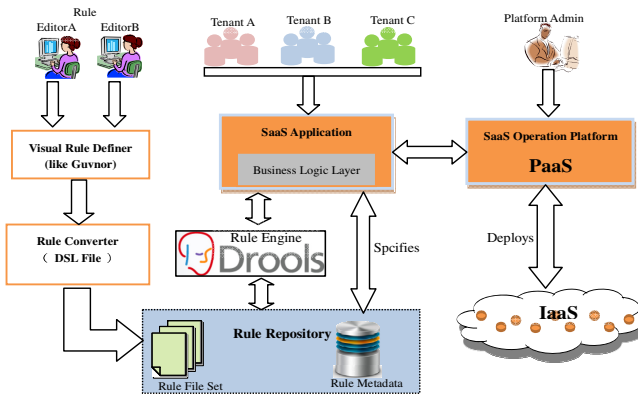 Rule
EditorA
EditorB
Tenant A
Tenant B
Tenant C
Platform Admin
Visual Rule Definer
(like Guvnor)
SaaS Application
Business Logic Layer
SaaS Operation Platform
PaaS
Rule Converter
( DSL File )
Rule Engine
Drools
Spcifies
Deploys
IaaS
Rule Repository
Rule File Set
Rule Metadata